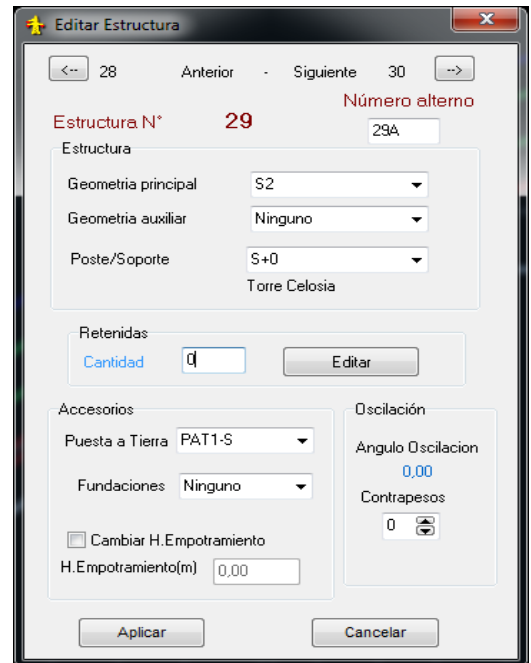 Editar Estructura
<-- 28 Anterior - Siguiente 30 -->
Número alterno
Estructura N° 29
29A
Estructura
Geometria principal S2
Geometria auxiliar Ninguno
Poste/Soporte S+0
Torre Celosia
Retenidas
Cantidad 0 Editar
Accesorios
Puesta a Tierra PAT1-S
Fundaciones Ninguno
Cambiar H.Empotramiento
H.Empotramiento(m) 0,00
Oscilación
Angulo Oscilacion
0,00
Contrapesos
0
Aplicar Cancelar